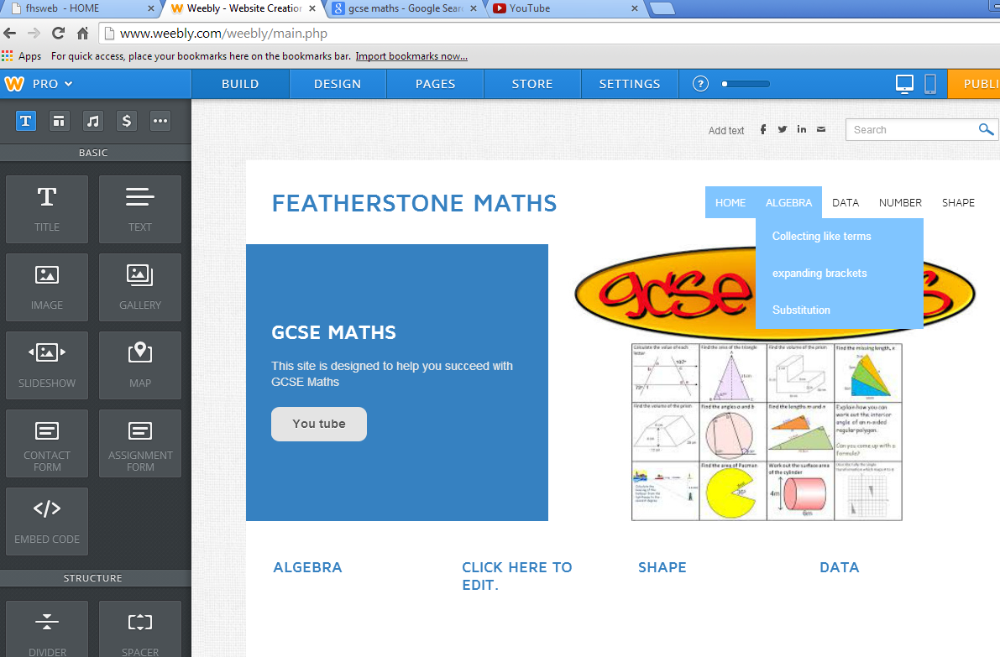 fhsweb - HOME
Weebly - Website Creation
gcse maths - Google Sear
YouTube
www.weebly.com/weebly/main.php
Apps For quick access, place your bookmarks here on the bookmarks bar. Import bookmarks now...
W PRO BUILD DESIGN PAGES STORE SETTINGS ? PUBLI
T $
Add text f in Search
BASIC
FEATHERSTONE MATHS
HOME ALGEBRA DATA NUMBER SHAPE
Collecting like terms
expanding brackets
Substitution
T
TITLE TEXT
IMAGE GALLERY
SLIDESHOW MAP
CONTACT FORM
ASSIGNMENT FORM
</>
EMBED CODE
STRUCTURE
DIVIDER SPACER
GCSE MATHS
This site is designed to help you succeed with
GCSE Maths
You tube
gcse s
Calculate the value of each
letter
Find the area of the triangle
Find the volume of the prism
Find the missing length, x
Find the volume of the prism
Find the angles a and b
Find the lengths m and n
Explain how you can
work out the interior
angle of an n-sided
regular polygon.
Can you come up with a
formula?
Find the area of Pacman
Work out the surface area
of the cylinder
4m
6m
ALGEBRA
CLICK HERE TO
EDIT.
SHAPE
DATA